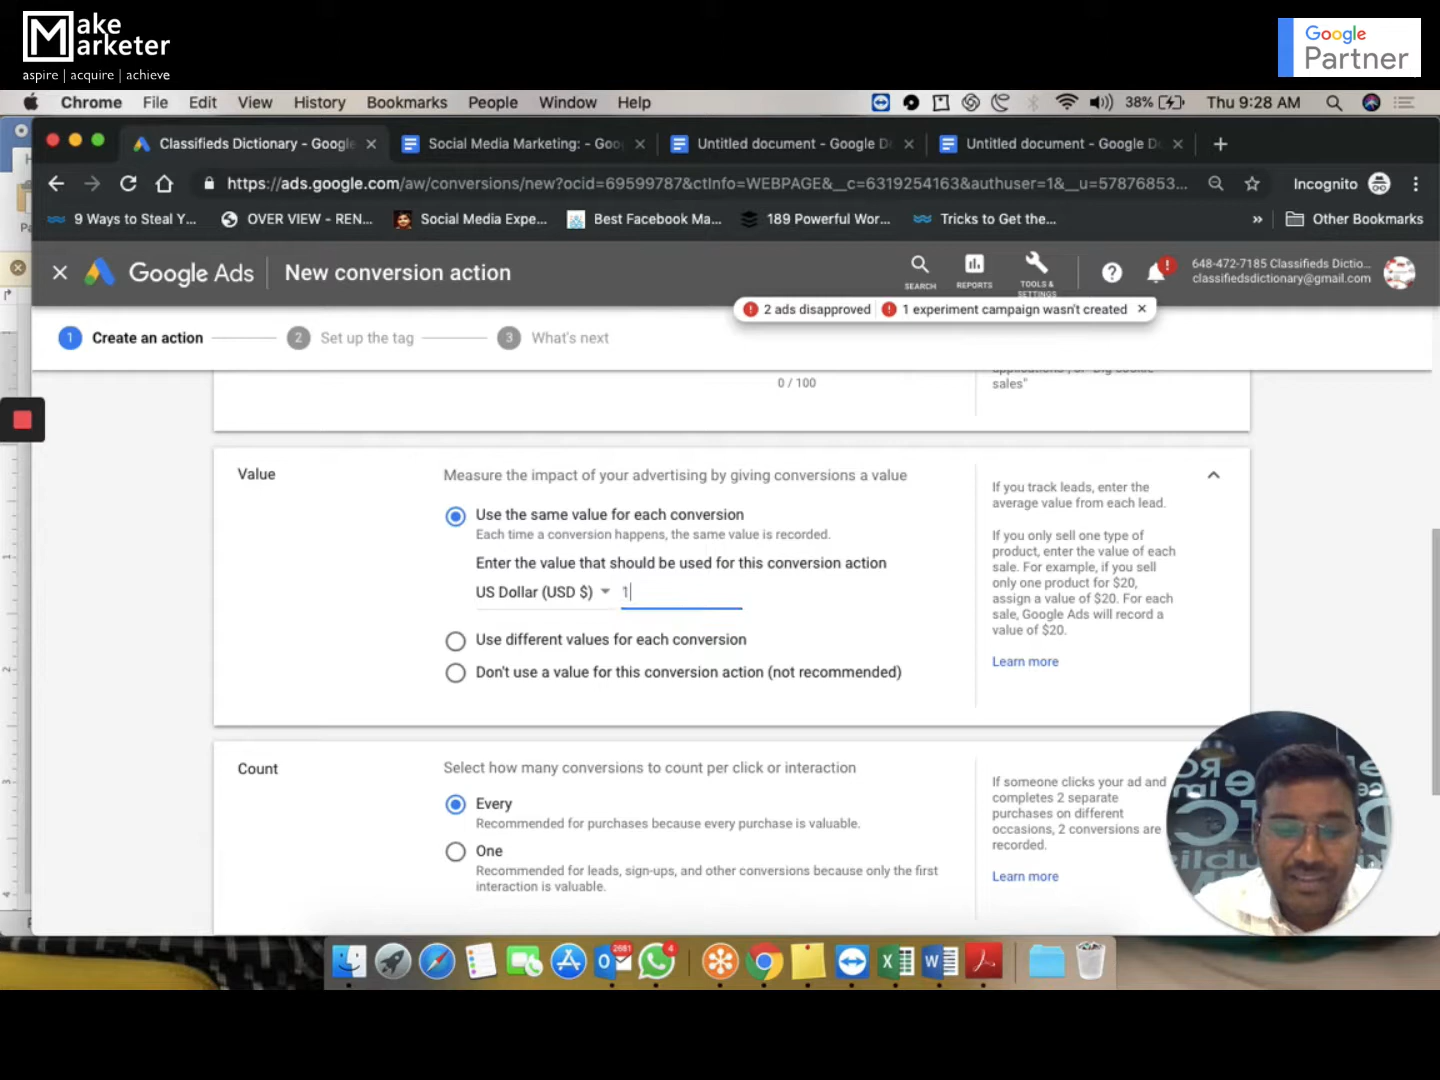 Make
Marketer
aspire | acquire | achieve
Google
Partner
Chrome File Edit View History Bookmarks People Window Help
38% Thu 9:28 AM
Classifieds Dictionary - Google
Social Media Marketing: - Goo
Untitled document - Google D
Untitled document - Google D
https://ads.google.com/aw/conversions/new?ocid=69599787&ctInfo=WEBPAGE&__c=6319254163&authuser=1&__u=57876853...
Incognito
9 Ways to Steal Y...
OVER VIEW - REN...
Social Media Expe...
Best Facebook Ma...
189 Powerful Wor...
Tricks to Get the...
»
Other Bookmarks
Google Ads
New conversion action
SEARCH
REPORTS
TOOLS &
SETTINGS
648-472-7185 Classifieds Dictio...
classifiedsdictionary@gmail.com
2 ads disapproved
1 experiment campaign wasn't created
1 Create an action
2 Set up the tag
3 What's next
0 / 100
sales"
Value
Measure the impact of your advertising by giving conversions a value
Use the same value for each conversion
Each time a conversion happens, the same value is recorded.
Enter the value that should be used for this conversion action
US Dollar (USD $) 1
Use different values for each conversion
Don't use a value for this conversion action (not recommended)
If you track leads, enter the
average value from each lead.
If you only sell one type of
product, enter the value of each
sale. For example, if you sell
only one product for $20,
assign a value of $20. For each
sale, Google Ads will record a
value of $20.
Learn more
Count
Select how many conversions to count per click or interaction
Every
Recommended for purchases because every purchase is valuable.
One
Recommended for leads, sign-ups, and other conversions because only the first
interaction is valuable.
If someone clicks your ad and
completes 2 separate
purchases on different
occasions, 2 conversions are
recorded.
Learn more
2681
4